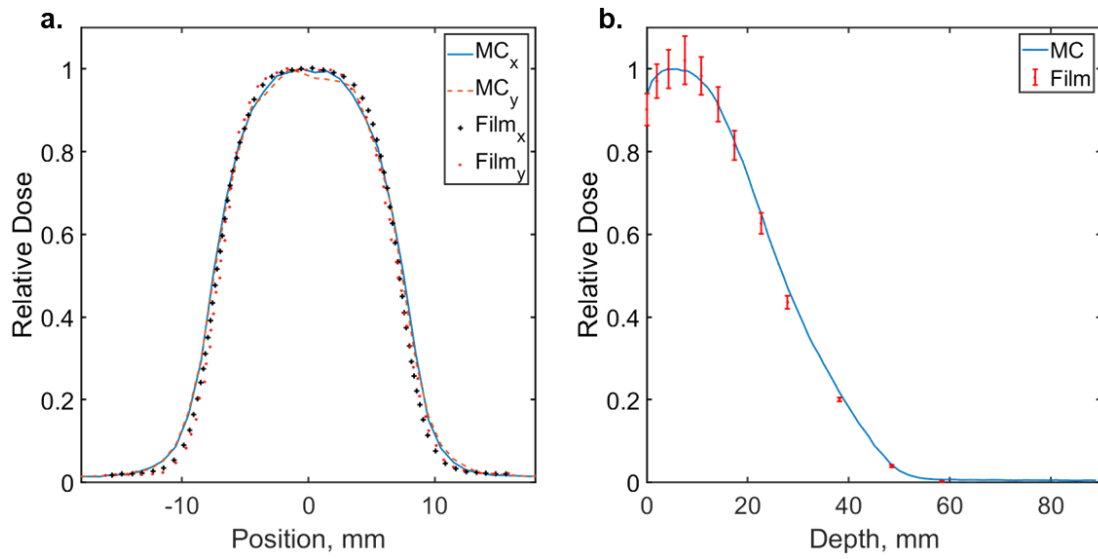 a.
MCx
MCy
Filmx
Filmy
1
0.8
0.6
0.4
0.2
0
-10
0
10
Relative Dose
Position, mm
b.
MC
Film
1
0.8
0.6
0.4
0.2
0
0
20
40
60
80
Relative Dose
Depth, mm